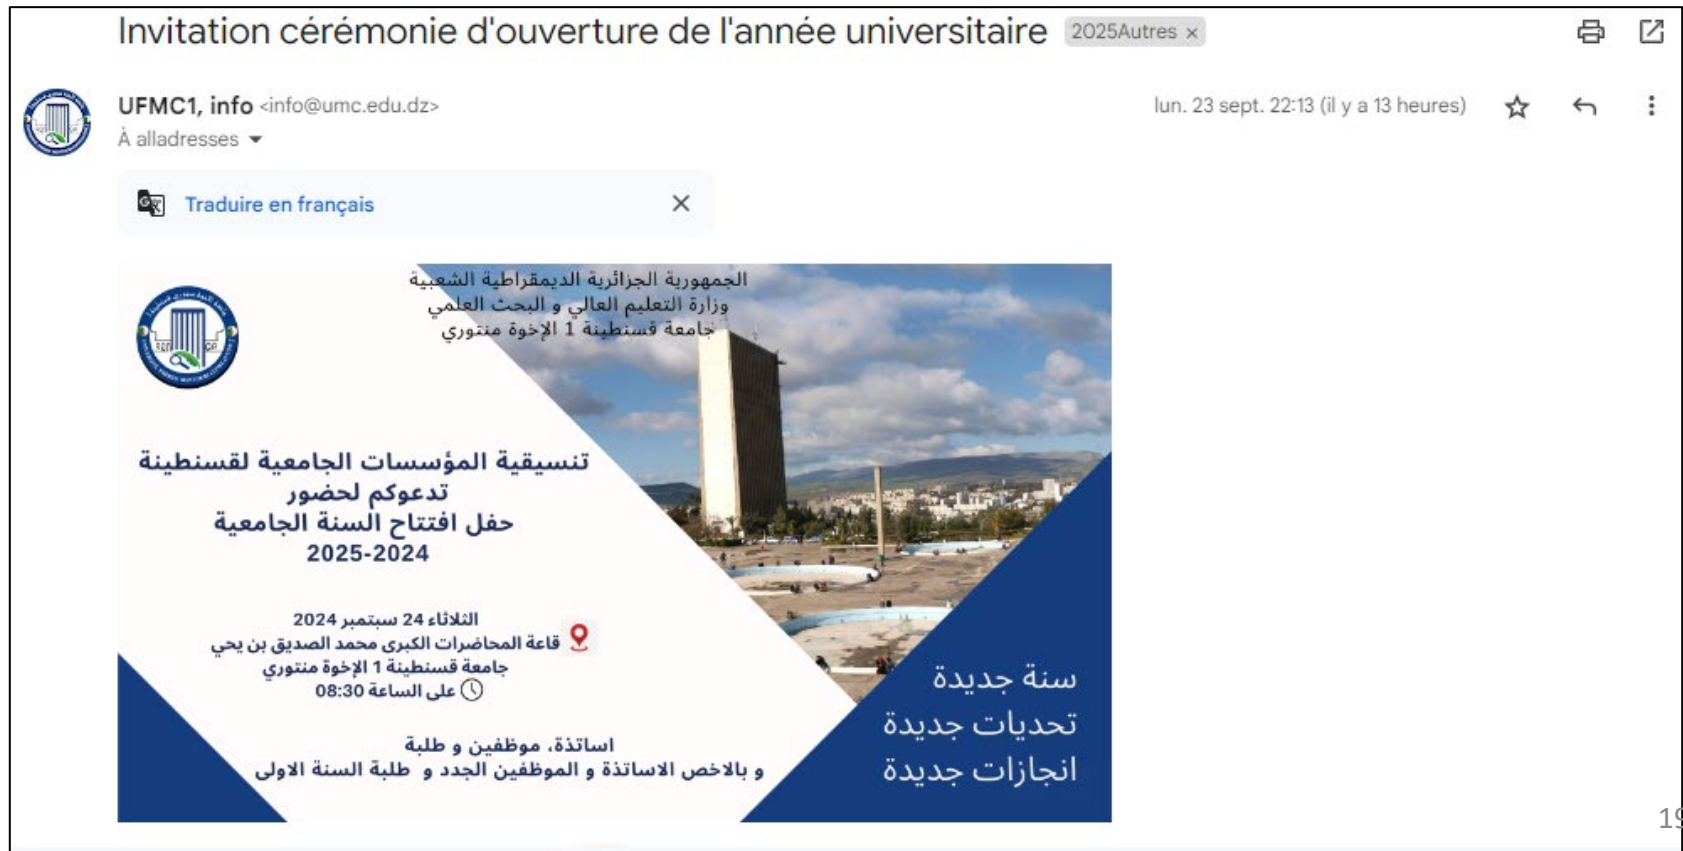 Invitation cérémonie d'ouverture de l'année universitaire 2025Autres ×
UFMC1, info <info@umc.edu.dz>
lun. 23 sept. 22:13 (il y a 13 heures)
À alladresses
Traduire en français
الجمهورية الجزائرية الديمقراطية الشعبية
وزارة التعليم العالي و البحث العلمي
جامعة قسنطينة 1 الإخوة منتوري
تنسيقية المؤسسات الجامعية لقسنطينة
تدعوكم لحضور
حفل افتتاح السنة الجامعية
2025-2024
الثلاثاء 24 سبتمبر 2024
قاعة المحاضرات الكبرى محمد الصديق بن يحي
جامعة قسنطينة 1 الإخوة منتوري
على الساعة 08:30
اساتذة، موظفين و طلبة
و بالاخص الاساتذة و الموظفين الجدد و طلبة السنة الاولى
سنة جديدة
تحديات جديدة
انجازات جديدة
19